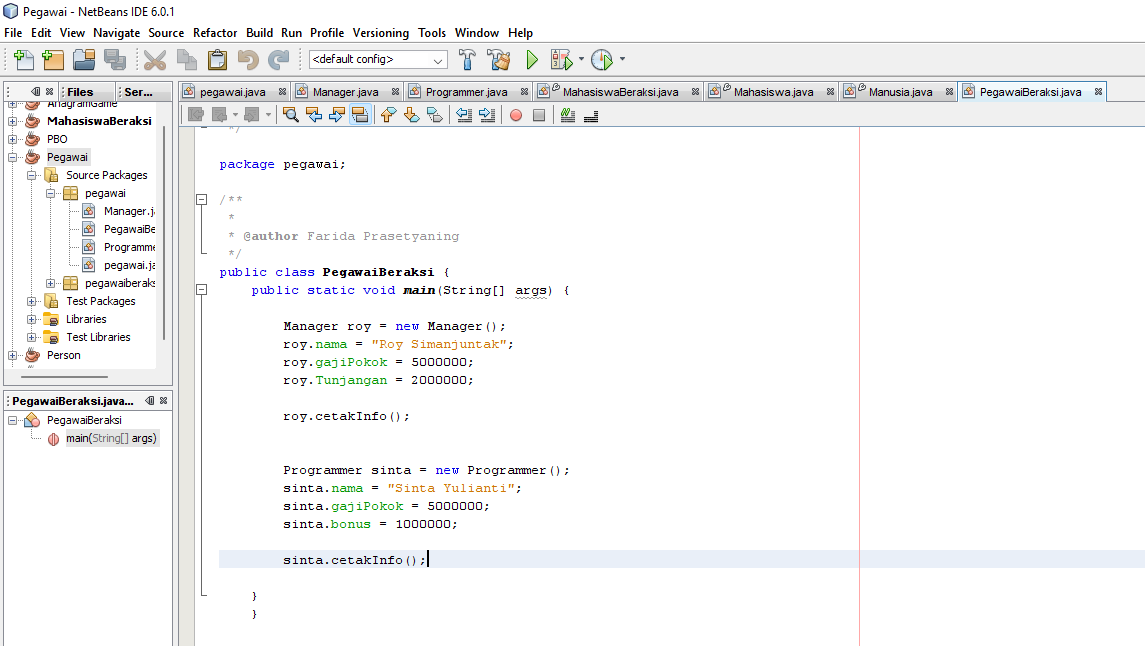 Pegawai - NetBeans IDE 6.0.1
File Edit View Navigate Source Refactor Build Run Profile Versioning Tools Window Help
<default config>
Files Ser...
pegawai.java Manager.java Programmer.java MahasiswaBeraksi.java Mahasiswa.java Manusia.java PegawaiBeraksi.java
AnagramGame
MahasiswaBeraksi
PBO
Pegawai
Source Packages
pegawai
Manager.j
PegawaiBe
Programme
pegawai.ja
pegawaiberaks
Test Packages
Libraries
Test Libraries
Person
PegawaiBeraksi.java...
PegawaiBeraksi
main(String[] args)
*/
package pegawai;
/**
*
* @author Farida Prasetyaning
*/
public class PegawaiBeraksi {
public static void main(String[] args) {
Manager roy = new Manager();
roy.nama = "Roy Simanjuntak";
roy.gajiPokok = 5000000;
roy.Tunjangan = 2000000;
roy.cetakInfo();
Programmer sinta = new Programmer();
sinta.nama = "Sinta Yulianti";
sinta.gajiPokok = 5000000;
sinta.bonus = 1000000;
sinta.cetakInfo();
}
}